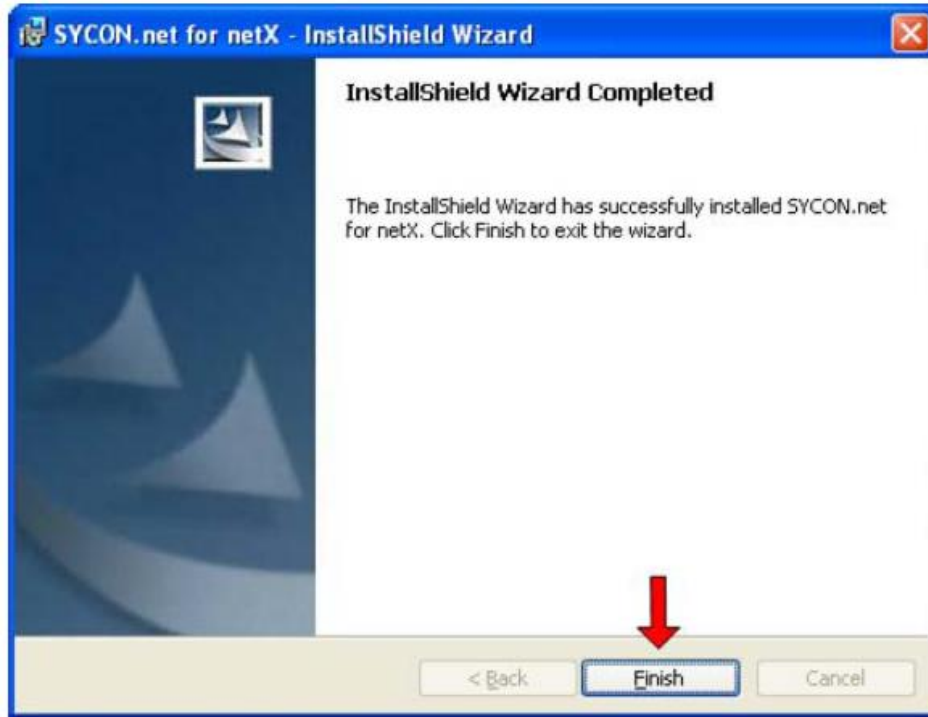 SYCON.net for netX - InstallShield Wizard
InstallShield Wizard Completed
The InstallShield Wizard has successfully installed SYCON.net
for netX. Click Finish to exit the wizard.
< Back
Finish
Cancel